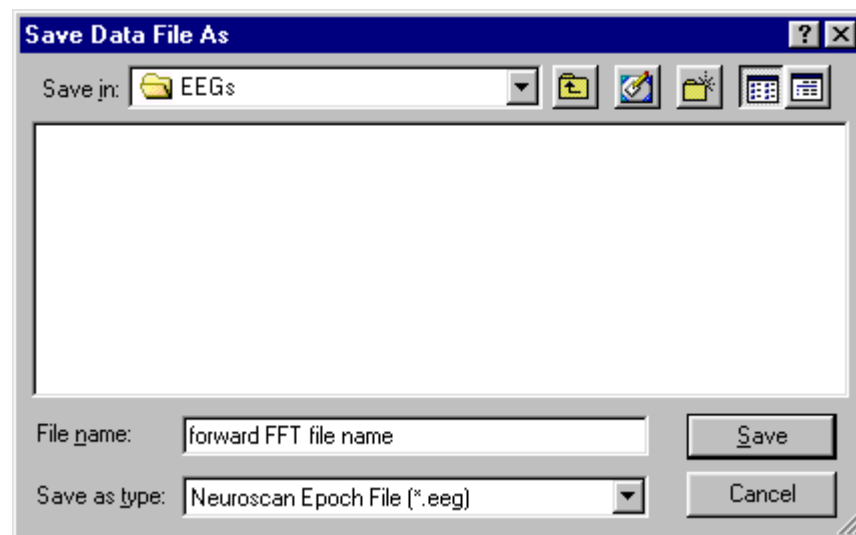 Save Data File As
Save in: EEGs
File name: forward FFT file name
Save
Save as type: Neuroscan Epoch File (*.eeg)
Cancel